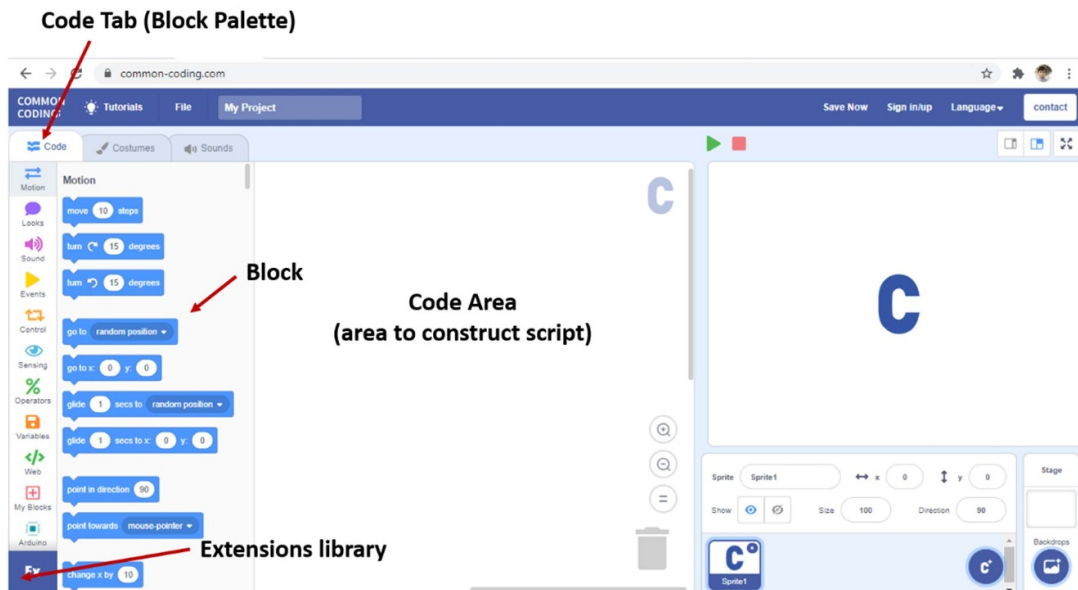 Code Tab (Block Palette)
common-coding.com
COMMON
CODING
Tutorials
File
My Project
Save Now
Sign in/up
Language
contact
Code
Costumes
Sounds
Motion
Looks
Sound
Events
Control
Sensing
Operators
Variables
Web
My Blocks
Arduino
Ex
Motion
move 10 steps
turn 15 degrees
turn 15 degrees
go to random position
go to x: 0 y: 0
glide 1 secs to random position
glide 1 secs to x: 0 y: 0
point in direction 90
point towards mouse-pointer
change x by 10
Block
Extensions library
C
Code Area
(area to construct script)
C
Sprite Sprite1 x 0 y 0
Show Size 100 Direction 90
C
Sprite1
C
Stage
Backdrops